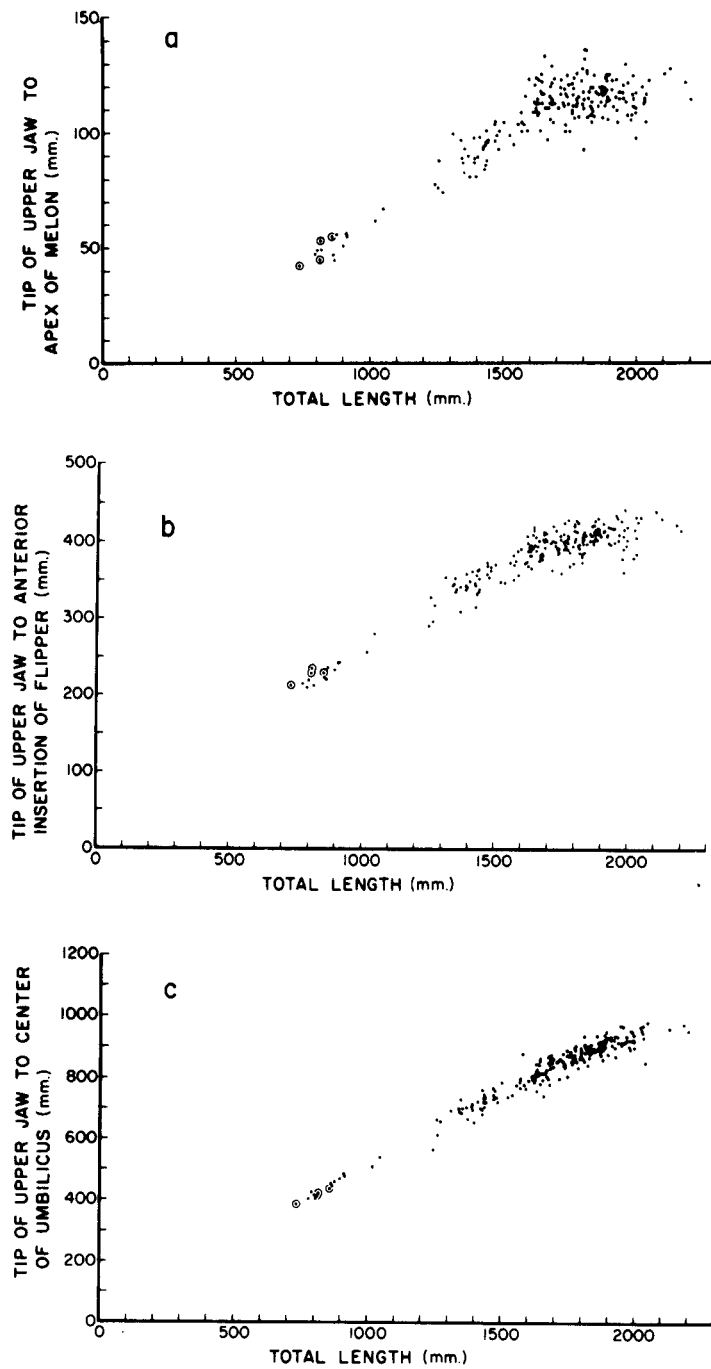 a
TIP OF UPPER JAW TO
APEX OF MELON (mm.)
150
100
50
0
0 500 1000 1500 2000
TOTAL LENGTH (mm.)
b
TIP OF UPPER JAW TO ANTERIOR
INSERTION OF FLIPPER (mm.)
500
400
300
200
100
0
0 500 1000 1500 2000
TOTAL LENGTH (mm.)
c
TIP OF UPPER JAW TO CENTER
OF UMBILICUS (mm.)
1200
1000
800
600
400
200
0
0 500 1000 1500 2000
TOTAL LENGTH (mm.)